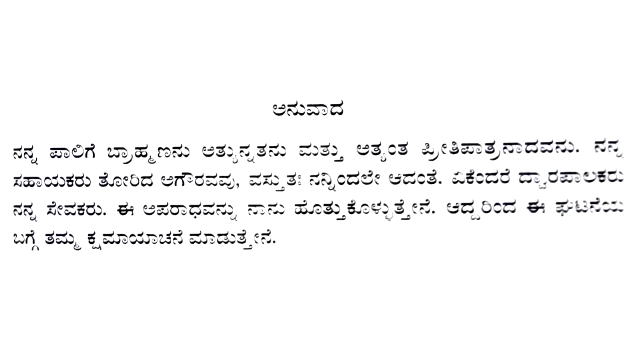 ಅನುವಾದ
ನನ್ನ ಪಾಲಿಗೆ ಬ್ರಾಹ್ಮಣನು ಅತ್ಯುನ್ನತನು ಮತ್ತು ಅತ್ಯಂತ ಪ್ರೀತಿಪಾತ್ರನಾದವನು. ನನ್ನ
ಸಹಾಯಕರು ತೋರಿದ ಅಗೌರವವು, ವಸ್ತುತಃ ನನ್ನಿಂದಲೇ ಆದಂತೆ. ಏಕೆಂದರೆ ದ್ವಾರಪಾಲಕರು
ನನ್ನ ಸೇವಕರು. ಈ ಅಪರಾಧವನ್ನು ನಾನು ಹೊತ್ತುಕೊಳ್ಳುತ್ತೇನೆ. ಆದ್ದರಿಂದ ಈ ಘಟನೆಯ
ಬಗ್ಗೆ ತಮ್ಮ ಕ್ಷಮಾಯಾಚನೆ ಮಾಡುತ್ತೇನೆ.